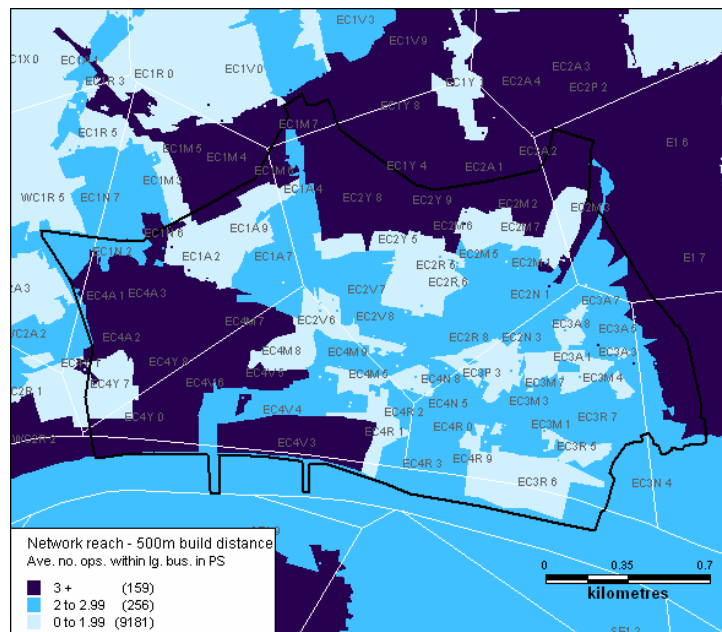 EC1V 3
EC1V 9
EC2A 3
EC1X 0
EC1R 3
EC1R 0
EC1V 0
EC1Y
EC2A 4
EC2P 2
EC1Y 8
EC1M 7
EC1R 5
EC1M 5
EC1M 4
EC2A 2
E1 6
EC1M 3
EC1M 6
EC1Y 4
EC2A 1
WC1R 5
EC1N 7
EC1A 4
EC2Y 8
EC2Y 9
EC2M 2
EC2M 3
EC1N 6
EC1A 9
EC2M 6
EC2M 7
EC1N 2
EC1A 2
EC1A 7
EC2Y 5
EC2M 5
EC2M 1
E1 7
EC2R 6
EC4A 1
EC4A 3
EC2V 7
EC2N 1
EC3A 7
EC4M 7
EC2V 6
EC2V 8
EC3A 8
EC3A 5
WC2A 2
EC4A 2
EC2R 8
EC2N 3
EC4M 8
EC4M 9
EC3A 1
EC3A 3
EC4Y 8
EC4Y 7
EC4V 6
EC4V 5
EC4M 5
EC4N 8
EC3P 3
EC3M 7
EC3M 4
EC4Y 0
EC4V 4
EC4R 2
EC4N 5
EC3M 3
EC3M 1
EC3R 7
WC2R 2
EC4V 3
EC4R 1
EC4R 0
EC3R 5
EC4R 3
EC4R 9
EC3R 6
EC3N 4
Network reach - 500m build distance
Ave. no. ops. within lg. bus. in PS
3 + (159)
2 to 2.99 (256)
0 to 1.99 (9181)
0 0.35 0.7
kilometres
SE1 2